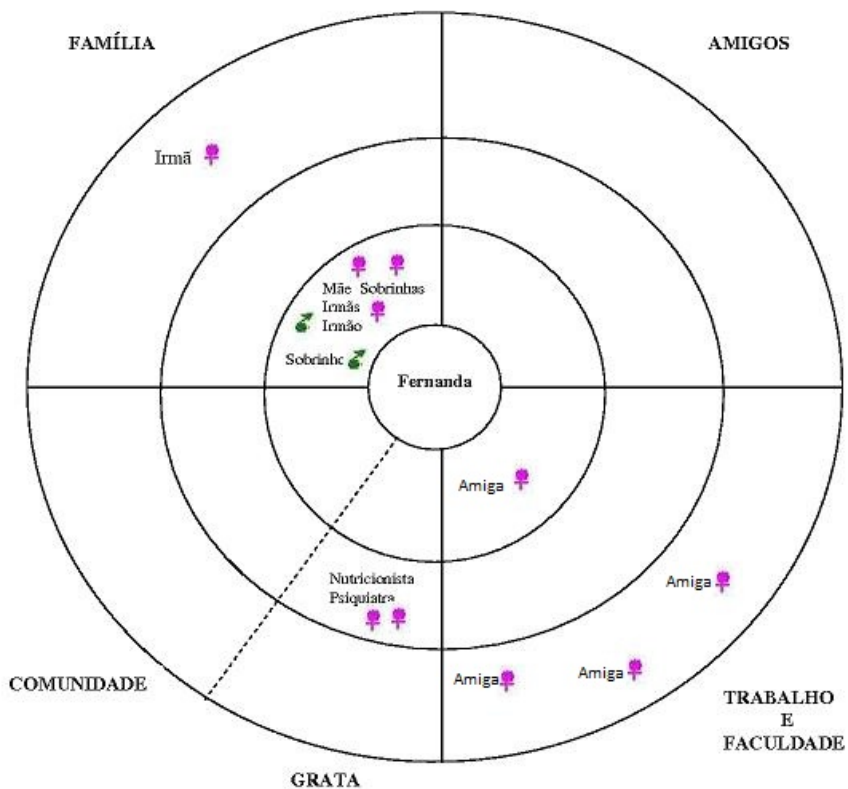 FAMÍLIA
AMIGOS
Irmã
Mãe Sobrinhas
Irmãs
Irmão
Sobrinho
Fernanda
Amiga
Nutricionista
Psiquiatra
Amiga
Amiga
Amiga
COMUNIDADE
TRABALHO
E
FACULDADE
GRATA